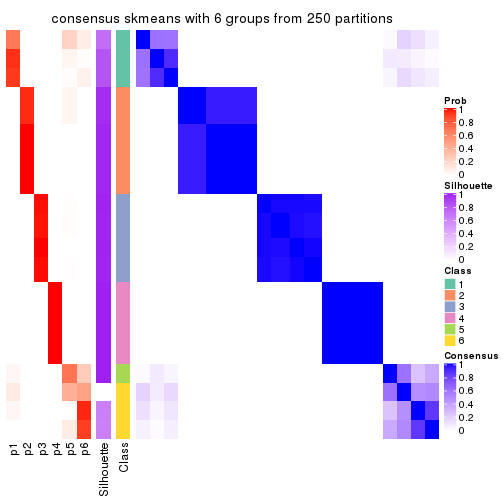 consensus skmeans with 6 groups from 250 partitions
Prob
1
0.8
0.6
0.4
0.2
0
Silhouette
1
0.8
0.6
0.4
0.2
0
Class
1
2
3
4
5
6
Consensus
1
0.8
0.6
0.4
0.2
0
p1
p2
p3
p4
p5
p6
Silhouette
Class